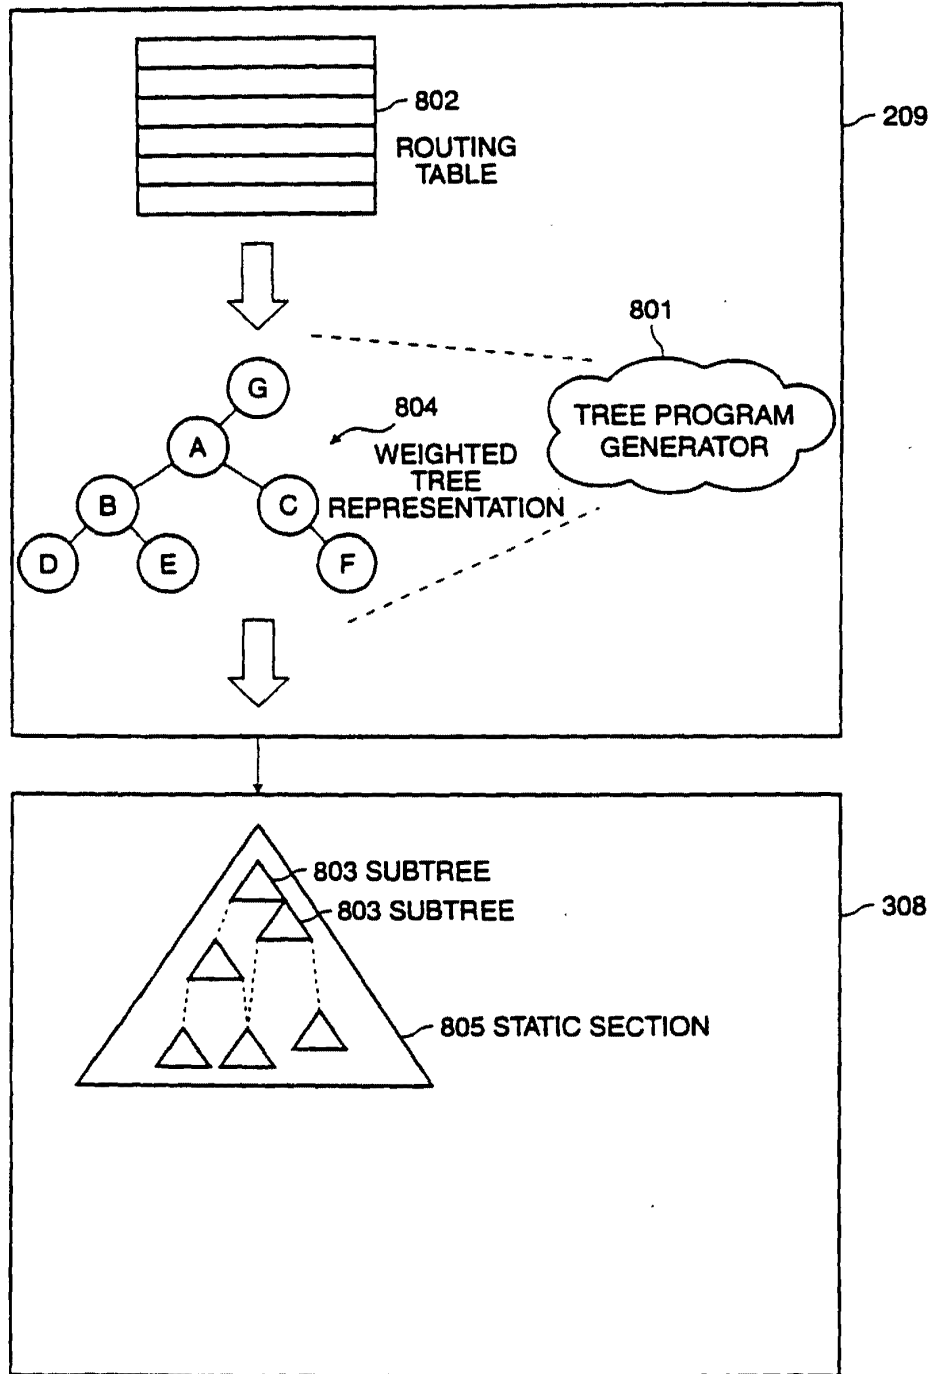 802
ROUTING
TABLE
209
801
TREE PROGRAM
GENERATOR
804
WEIGHTED
TREE
REPRESENTATION
G
A
B
C
D
E
F
803 SUBTREE
803 SUBTREE
308
805 STATIC SECTION